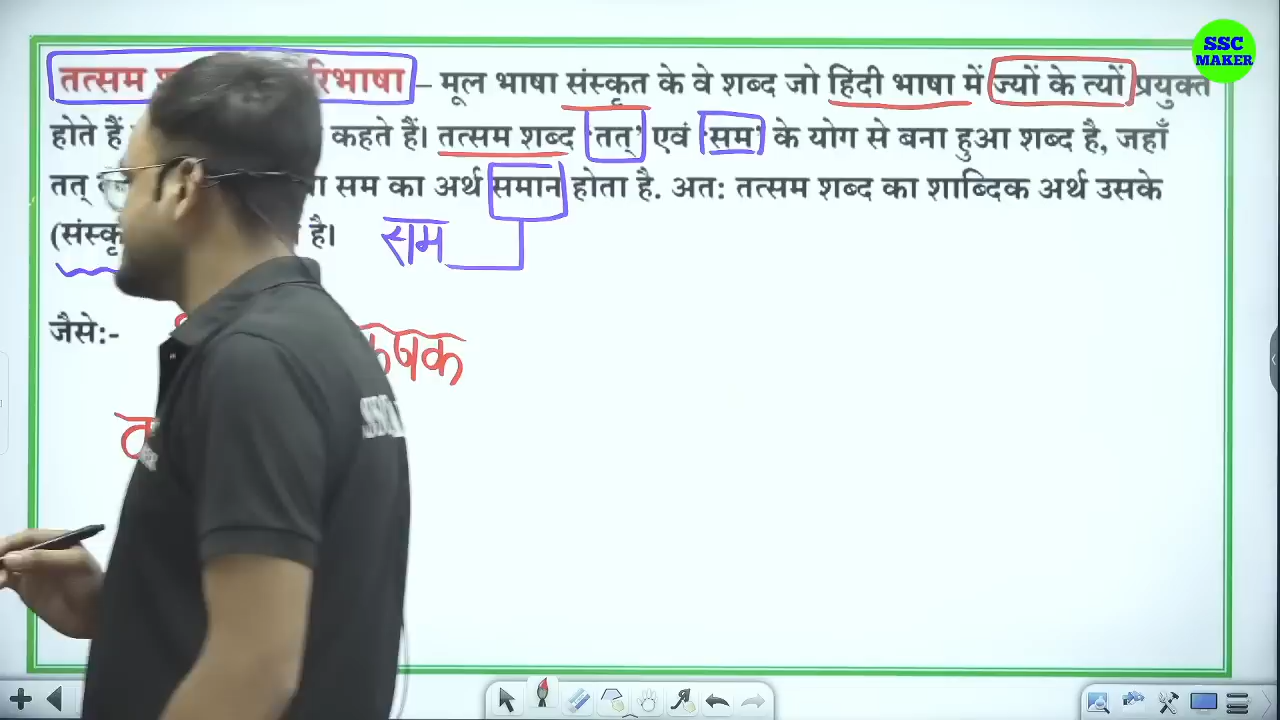 SSC
MAKER
तत्सम परिभाषा – मूल भाषा संस्कृत के वे शब्द जो हिंदी भाषा में ज्यों के त्यों प्रयुक्त
होते हैं कहते हैं। तत्सम शब्द 'तत्' एवं 'सम' के योग से बना हुआ शब्द है, जहाँ
तत् सम का अर्थ समान होता है. अत: तत्सम शब्द का शाब्दिक अर्थ उसके
है।
सम
जैसे:-